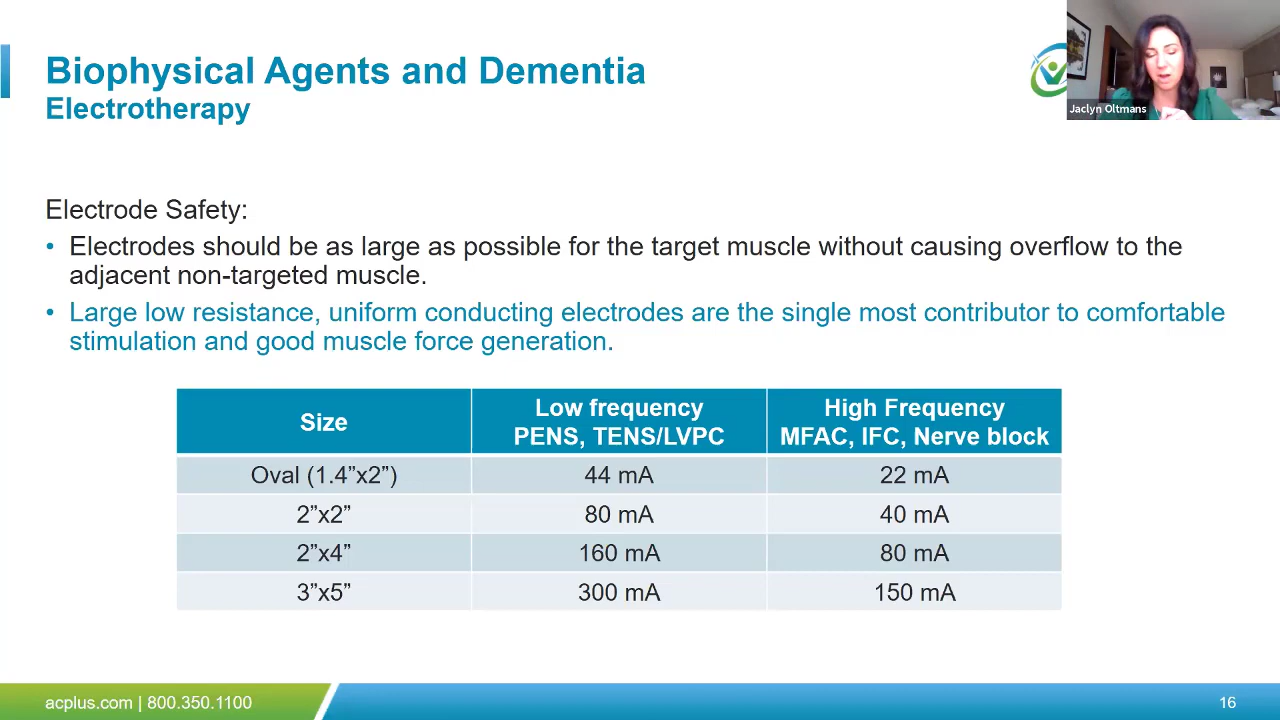 Biophysical Agents and Dementia
Electrotherapy
Jaclyn Oltmans
Electrode Safety:
• Electrodes should be as large as possible for the target muscle without causing overflow to the
adjacent non-targeted muscle.
• Large low resistance, uniform conducting electrodes are the single most contributor to comfortable
stimulation and good muscle force generation.
Size
Low frequency
PENS, TENS/LVPC
High Frequency
MFAC, IFC, Nerve block
Oval (1.4”x2”) 44 mA 22 mA
2”x2” 80 mA 40 mA
2”x4” 160 mA 80 mA
3”x5” 300 mA 150 mA
acplus.com | 800.350.1100
16